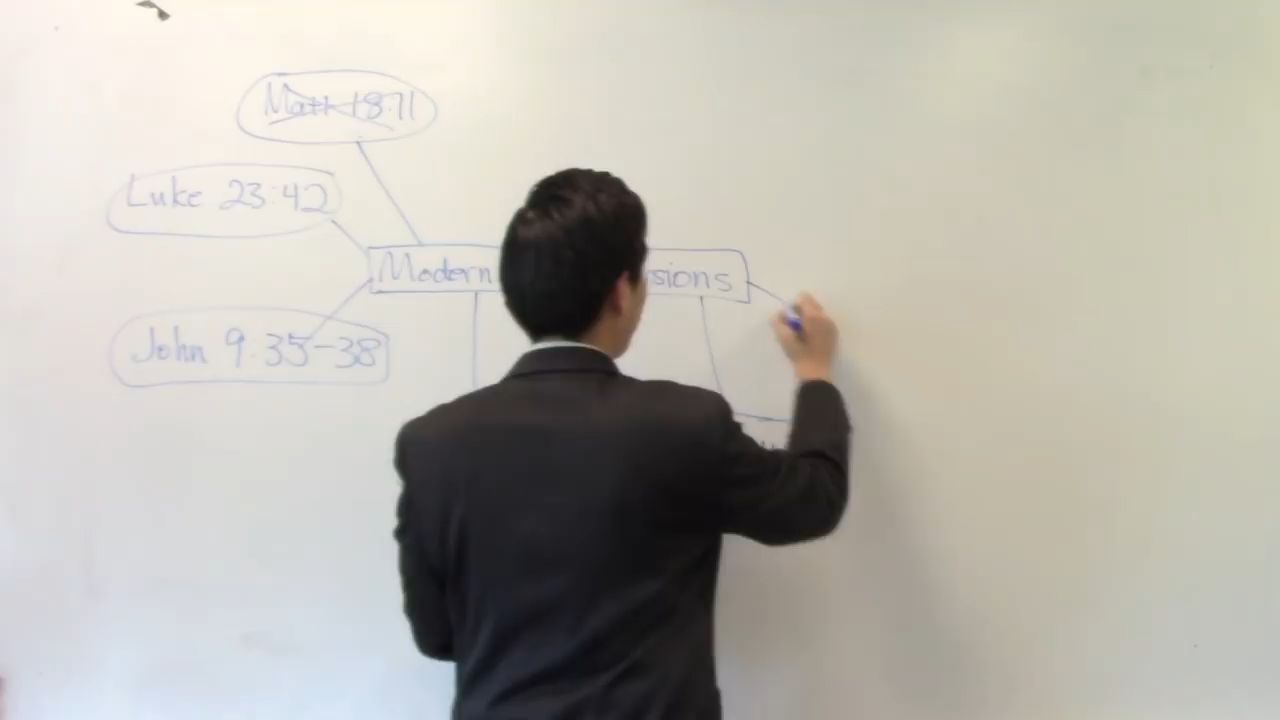 Matt 18:11
Luke 23:42
Modern sions
John 9:35-38